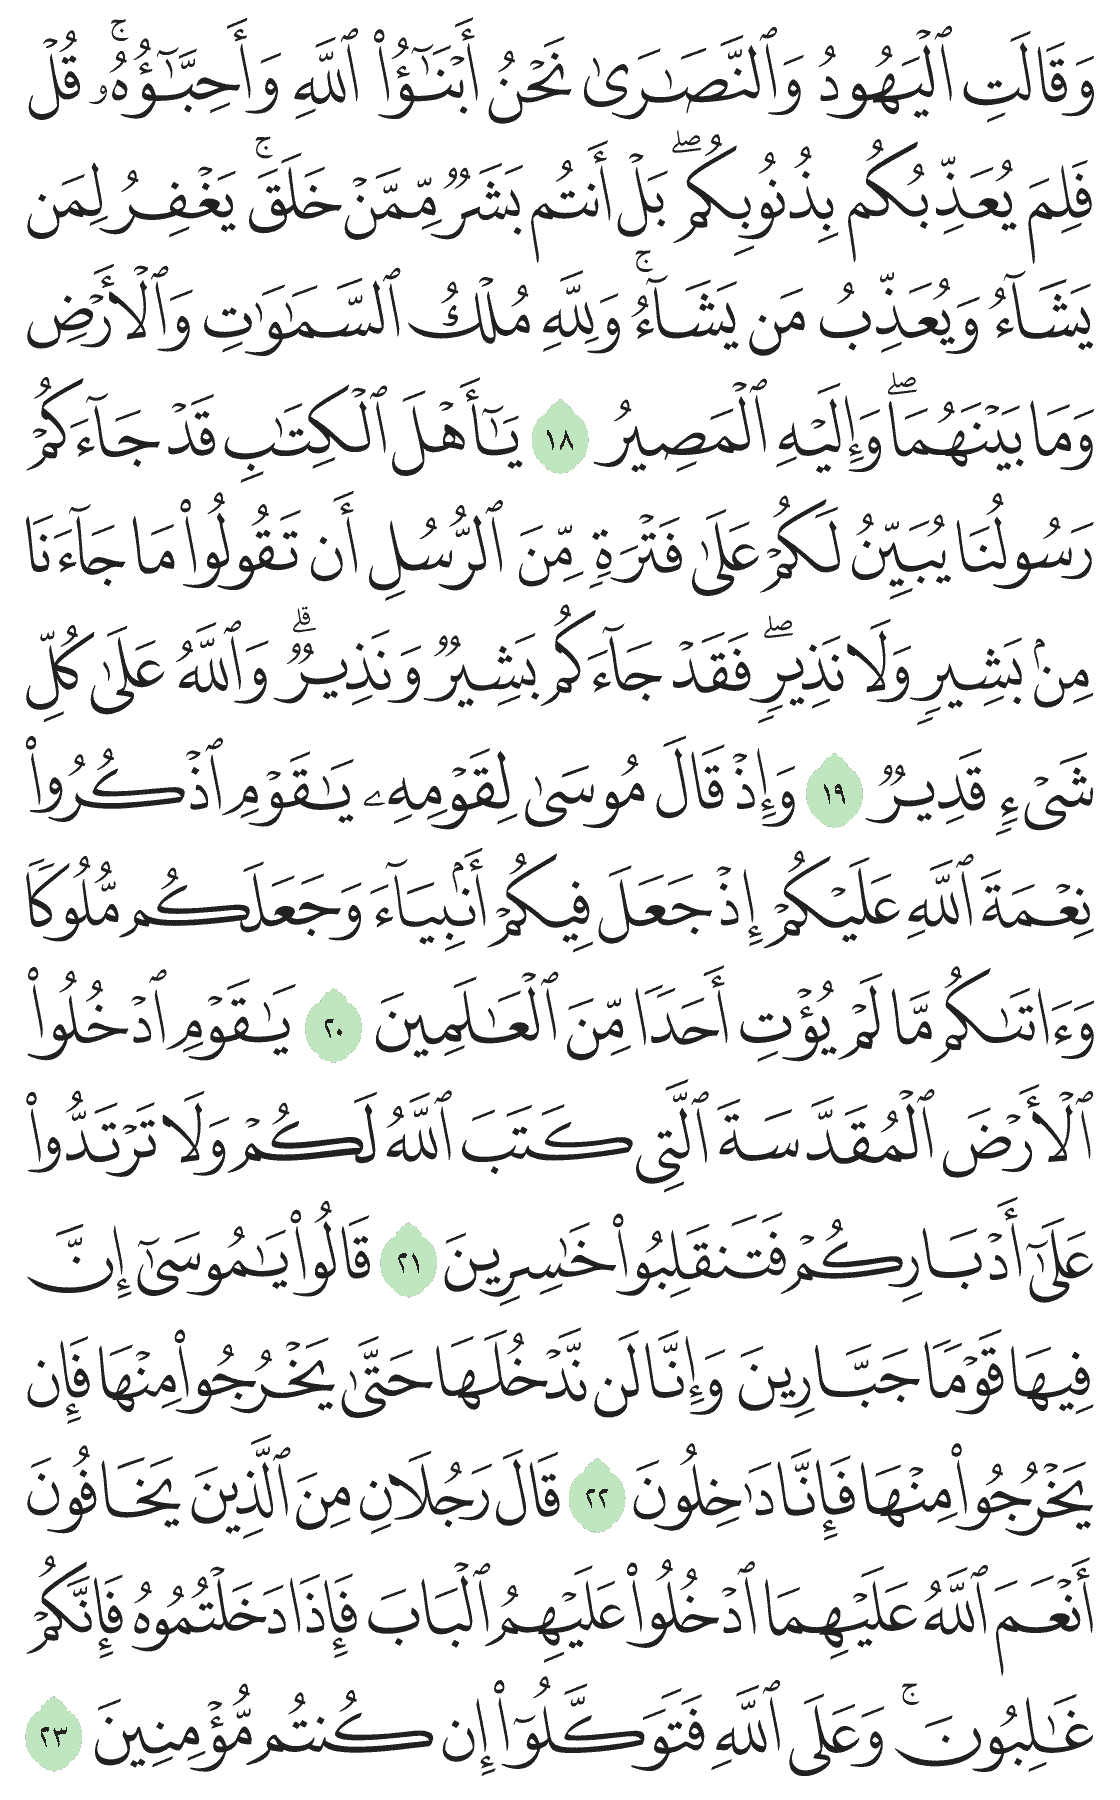 وَقَالَتِ ٱلۡيَهُودُ وَٱلنَّصَٰرَىٰ نَحۡنُ أَبۡنَٰٓؤُاْ ٱللَّهِ وَأَحِبَّٰٓؤُهُۥۚ قُلۡ
فَلِمَ يُعَذِّبُكُم بِذُنُوبِكُمۖ بَلۡ أَنتُم بَشَرٞ مِّمَّنۡ خَلَقَۚ يَغۡفِرُ لِمَن
يَشَآءُ وَيُعَذِّبُ مَن يَشَآءُۚ وَلِلَّهِ مُلۡكُ ٱلسَّمَٰوَٰتِ وَٱلۡأَرۡضِ
وَمَا بَيۡنَهُمَاۖ وَإِلَيۡهِ ٱلۡمَصِيرُ ١٨ يَٰٓأَهۡلَ ٱلۡكِتَٰبِ قَدۡ جَآءَكُمۡ
رَسُولُنَا يُبَيِّنُ لَكُمۡ عَلَىٰ فَتۡرَةٖ مِّنَ ٱلرُّسُلِ أَن تَقُولُواْ مَا جَآءَنَا
مِنۢ بَشِيرٖ وَلَا نَذِيرٖۖ فَقَدۡ جَآءَكُم بَشِيرٞ وَنَذِيرٞۗ وَٱللَّهُ عَلَىٰ كُلِّ
شَيۡءٖ قَدِيرٞ ١٩ وَإِذۡ قَالَ مُوسَىٰ لِقَوۡمِهِۦ يَٰقَوۡمِ ٱذۡكُرُواْ
نِعۡمَةَ ٱللَّهِ عَلَيۡكُمۡ إِذۡ جَعَلَ فِيكُمۡ أَنۢبِيَآءَ وَجَعَلَكُم مُّلُوكٗا
وَءَاتَىٰكُم مَّا لَمۡ يُؤۡتِ أَحَدٗا مِّنَ ٱلۡعَٰلَمِينَ ٢٠ يَٰقَوۡمِ ٱدۡخُلُواْ
ٱلۡأَرۡضَ ٱلۡمُقَدَّسَةَ ٱلَّتِي كَتَبَ ٱللَّهُ لَكُمۡ وَلَا تَرۡتَدُّواْ
عَلَىٰٓ أَدۡبَارِكُمۡ فَتَنقَلِبُواْ خَٰسِرِينَ ٢١ قَالُواْ يَٰمُوسَىٰٓ إِنَّ
فِيهَا قَوۡمٗا جَبَّارِينَ وَإِنَّا لَن نَّدۡخُلَهَا حَتَّىٰ يَخۡرُجُواْ مِنۡهَا فَإِن
يَخۡرُجُواْ مِنۡهَا فَإِنَّا دَٰخِلُونَ ٢٢ قَالَ رَجُلَانِ مِنَ ٱلَّذِينَ يَخَافُونَ
أَنۡعَمَ ٱللَّهُ عَلَيۡهِمَا ٱدۡخُلُواْ عَلَيۡهِمُ ٱلۡبَابَ فَإِذَا دَخَلۡتُمُوهُ فَإِنَّكُمۡ
غَٰلِبُونَۚ وَعَلَى ٱللَّهِ فَتَوَكَّلُوٓاْ إِن كُنتُم مُّؤۡمِنِينَ ٢٣